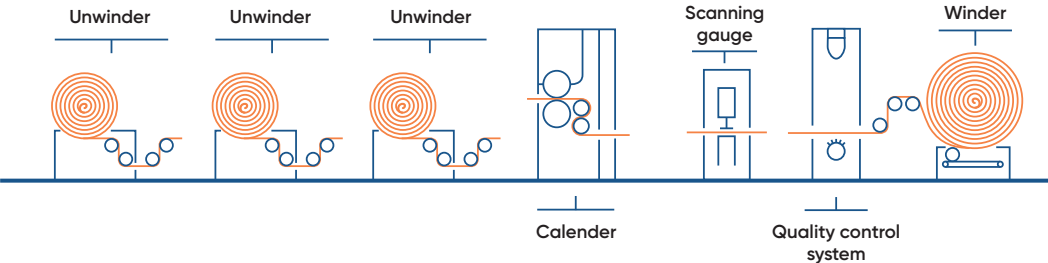 Unwinder
Unwinder
Unwinder
Scanning
gauge
Winder
Calender
Quality control
system